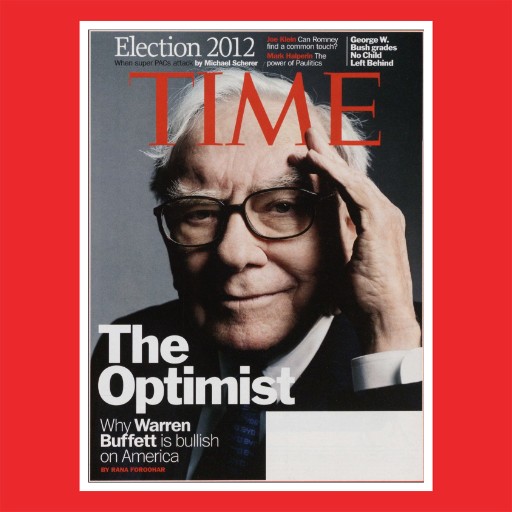 Election 2012
When super PACs attack by Michael Scherer
Joe Klein Can Romney
find a common touch?
Mark Halperin The
power of Paulitics
George W.
Bush grades
No Child
Left Behind
TIME
The
Optimist
Why Warren
Buffett is bullish
on America
BY RANA FOROOHAR